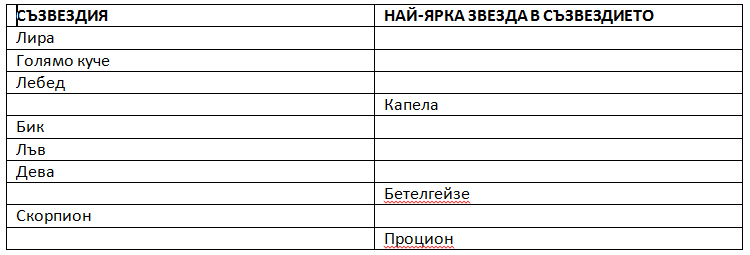 СЪЗВЕЗДИЯ НАЙ-ЯРКА ЗВЕЗДА В СЪЗВЕЗДИЕТО
Лира
Голямо куче
Лебед
Капела
Бик
Лъв
Дева
Бетелгейзе
Скорпион
Процион